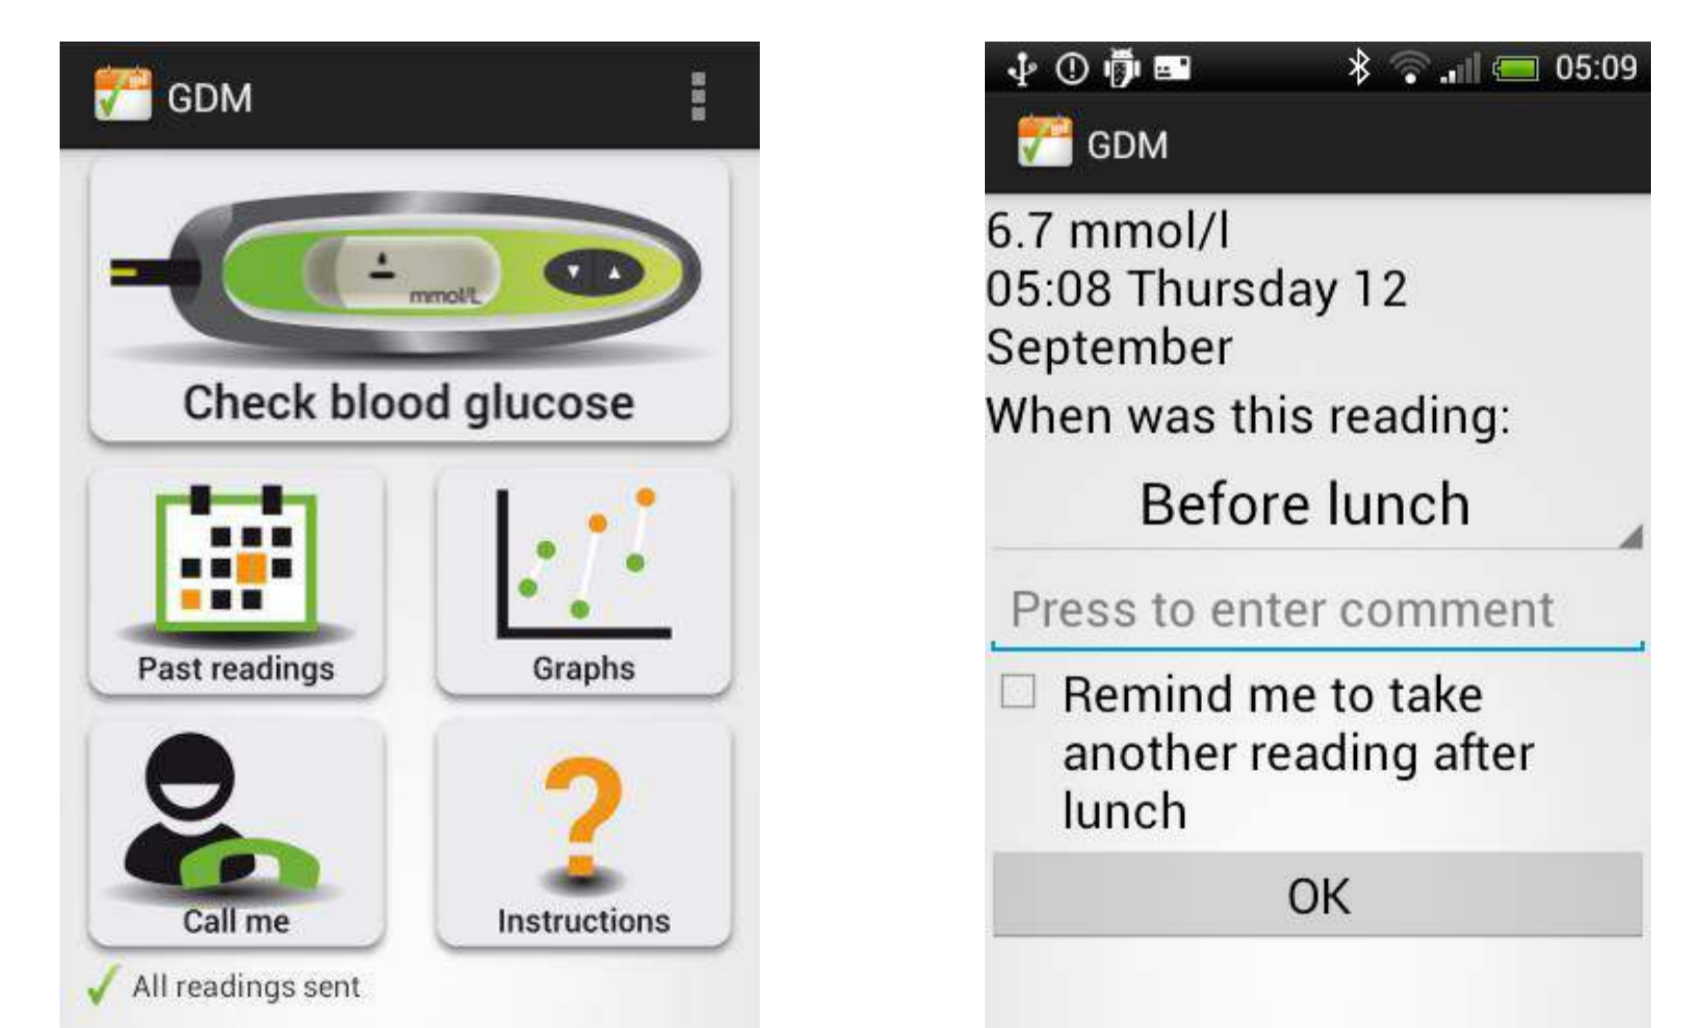 GDM
mmol/L
Check blood glucose
Past readings
Graphs
Call me
Instructions
All readings sent
05:09
GDM
6.7 mmol/l
05:08 Thursday 12
September
When was this reading:
Before lunch
Press to enter comment
Remind me to take
another reading after
lunch
OK